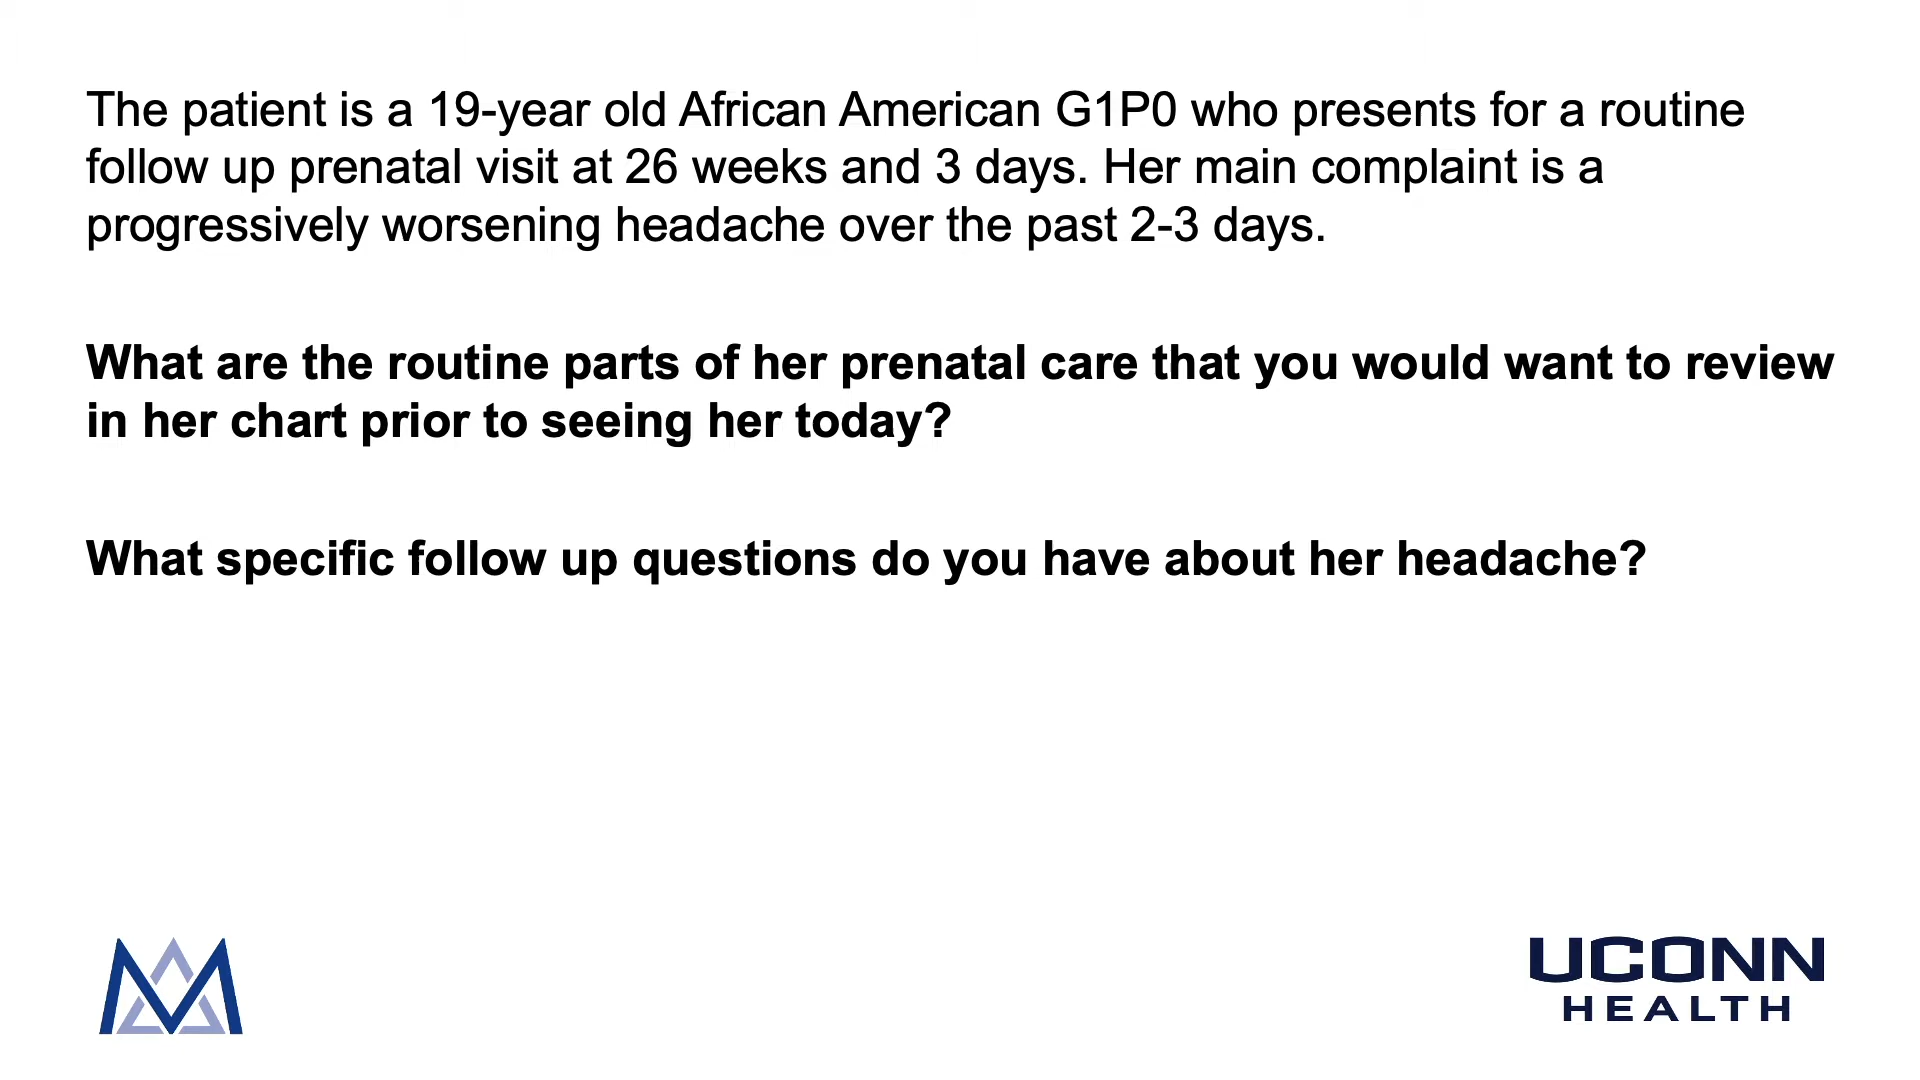 The patient is a 19-year old African American G1P0 who presents for a routine
follow up prenatal visit at 26 weeks and 3 days. Her main complaint is a
progressively worsening headache over the past 2-3 days.
What are the routine parts of her prenatal care that you would want to review
in her chart prior to seeing her today?
What specific follow up questions do you have about her headache?
UCONN
HEALTH